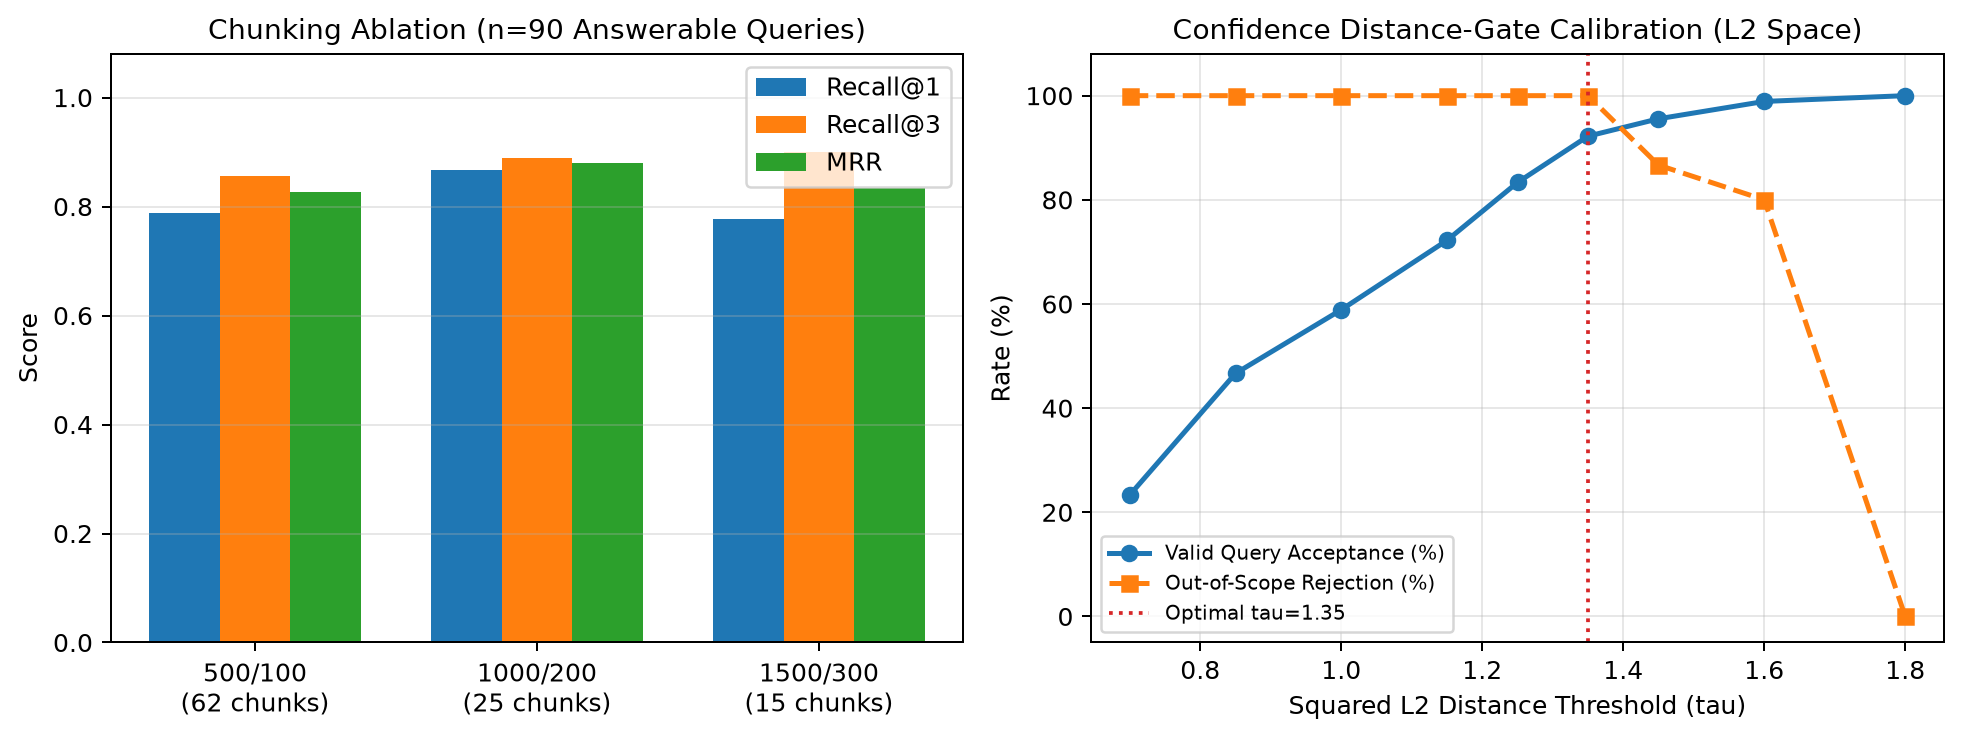 Chunking Ablation (n=90 Answerable Queries)
Score
1.0
0.8
0.6
0.4
0.2
0.0
Recall@1
Recall@3
MRR
500/100
(62 chunks)
1000/200
(25 chunks)
1500/300
(15 chunks)
Confidence Distance-Gate Calibration (L2 Space)
Rate (%)
100
80
60
40
20
0
Valid Query Acceptance (%)
Out-of-Scope Rejection (%)
Optimal tau=1.35
0.8 1.0 1.2 1.4 1.6 1.8
Squared L2 Distance Threshold (tau)